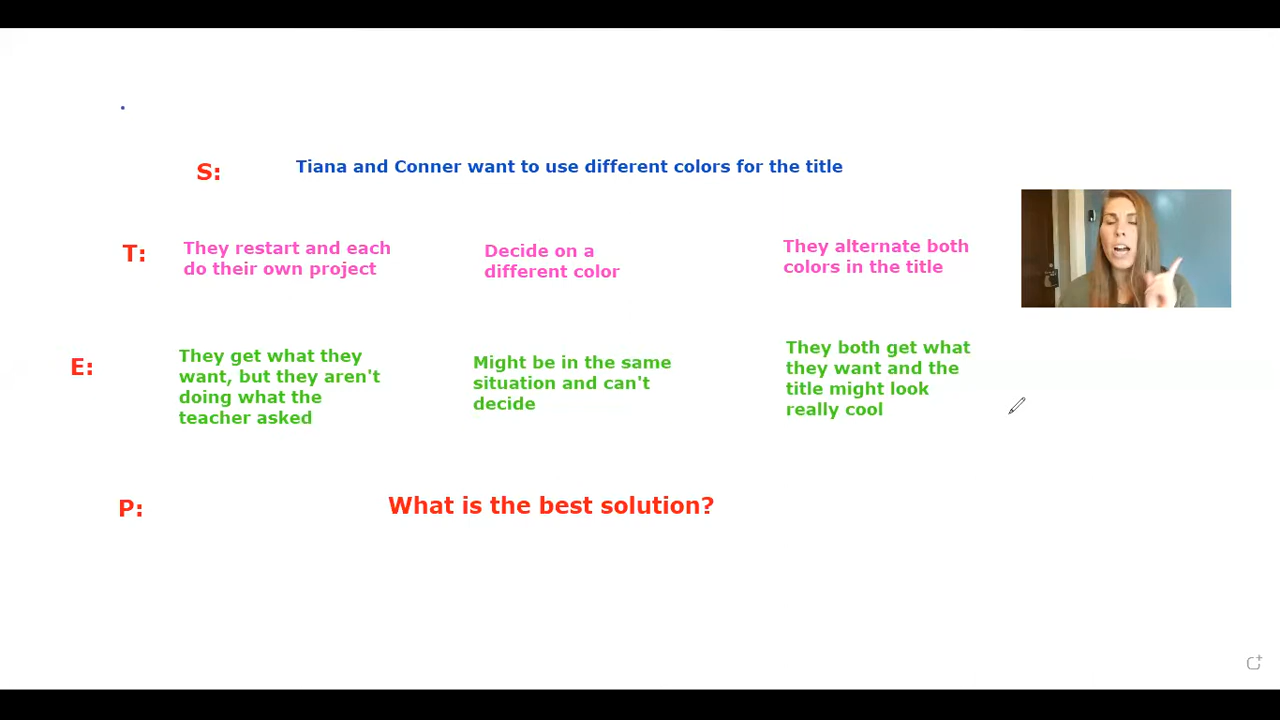 S:
Tiana and Conner want to use different colors for the title
T:
They restart and each
do their own project
Decide on a
different color
They alternate both
colors in the title
E:
They get what they
want, but they aren't
doing what the
teacher asked
Might be in the same
situation and can't
decide
They both get what
they want and the
title might look
really cool
P:
What is the best solution?